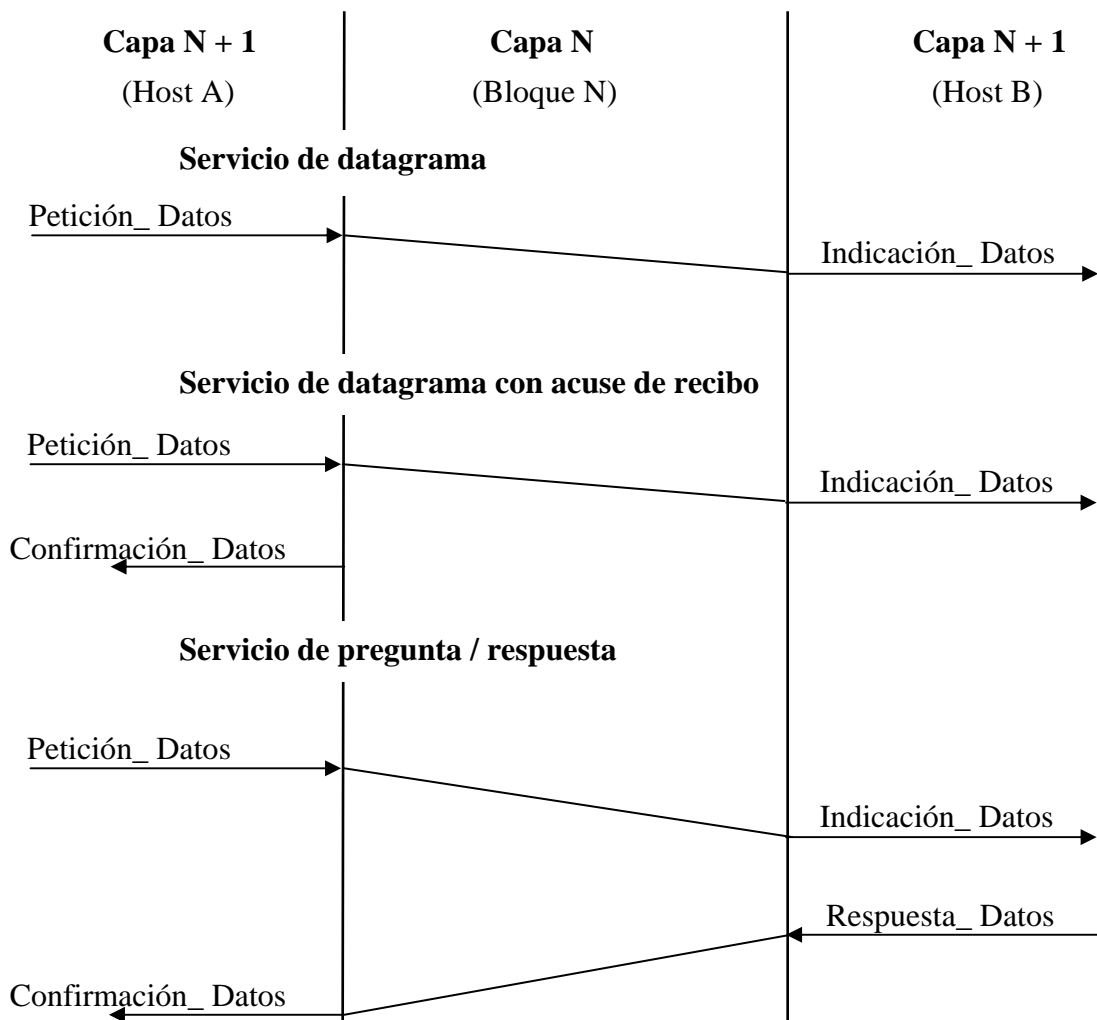 Capa N + 1 Capa N Capa N + 1
(Host A) (Bloque N) (Host B)
Servicio de datagrama
Petición_ Datos
Indicación_ Datos
Servicio de datagrama con acuse de recibo
Petición_ Datos
Indicación_ Datos
Confirmación_ Datos
Servicio de pregunta / respuesta
Petición_ Datos
Indicación_ Datos
Respuesta_ Datos
Confirmación_ Datos